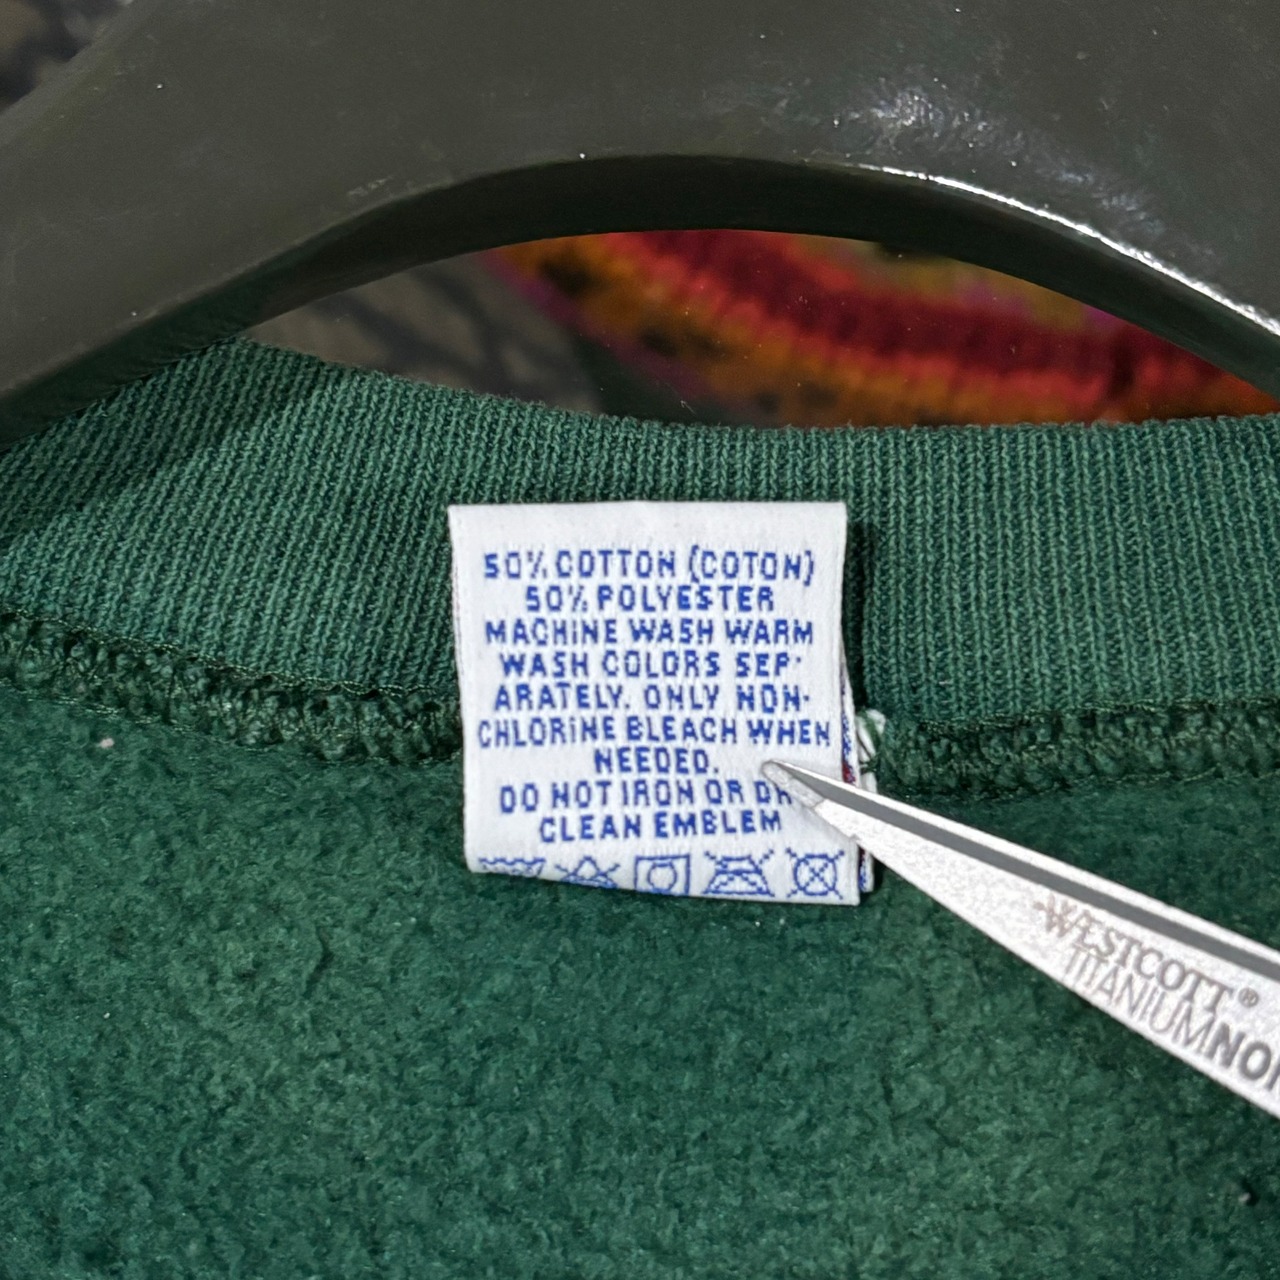 50% COTTON (COTON)
50% POLYESTER
MACHINE WASH WARM
WASH COLORS SEP-
ARATELY. ONLY NON-
CHLORINE BLEACH WHEN
NEEDED.
DO NOT IRON OR DR
CLEAN EMBLEM
WESTCOTT®
TITANIUMNON